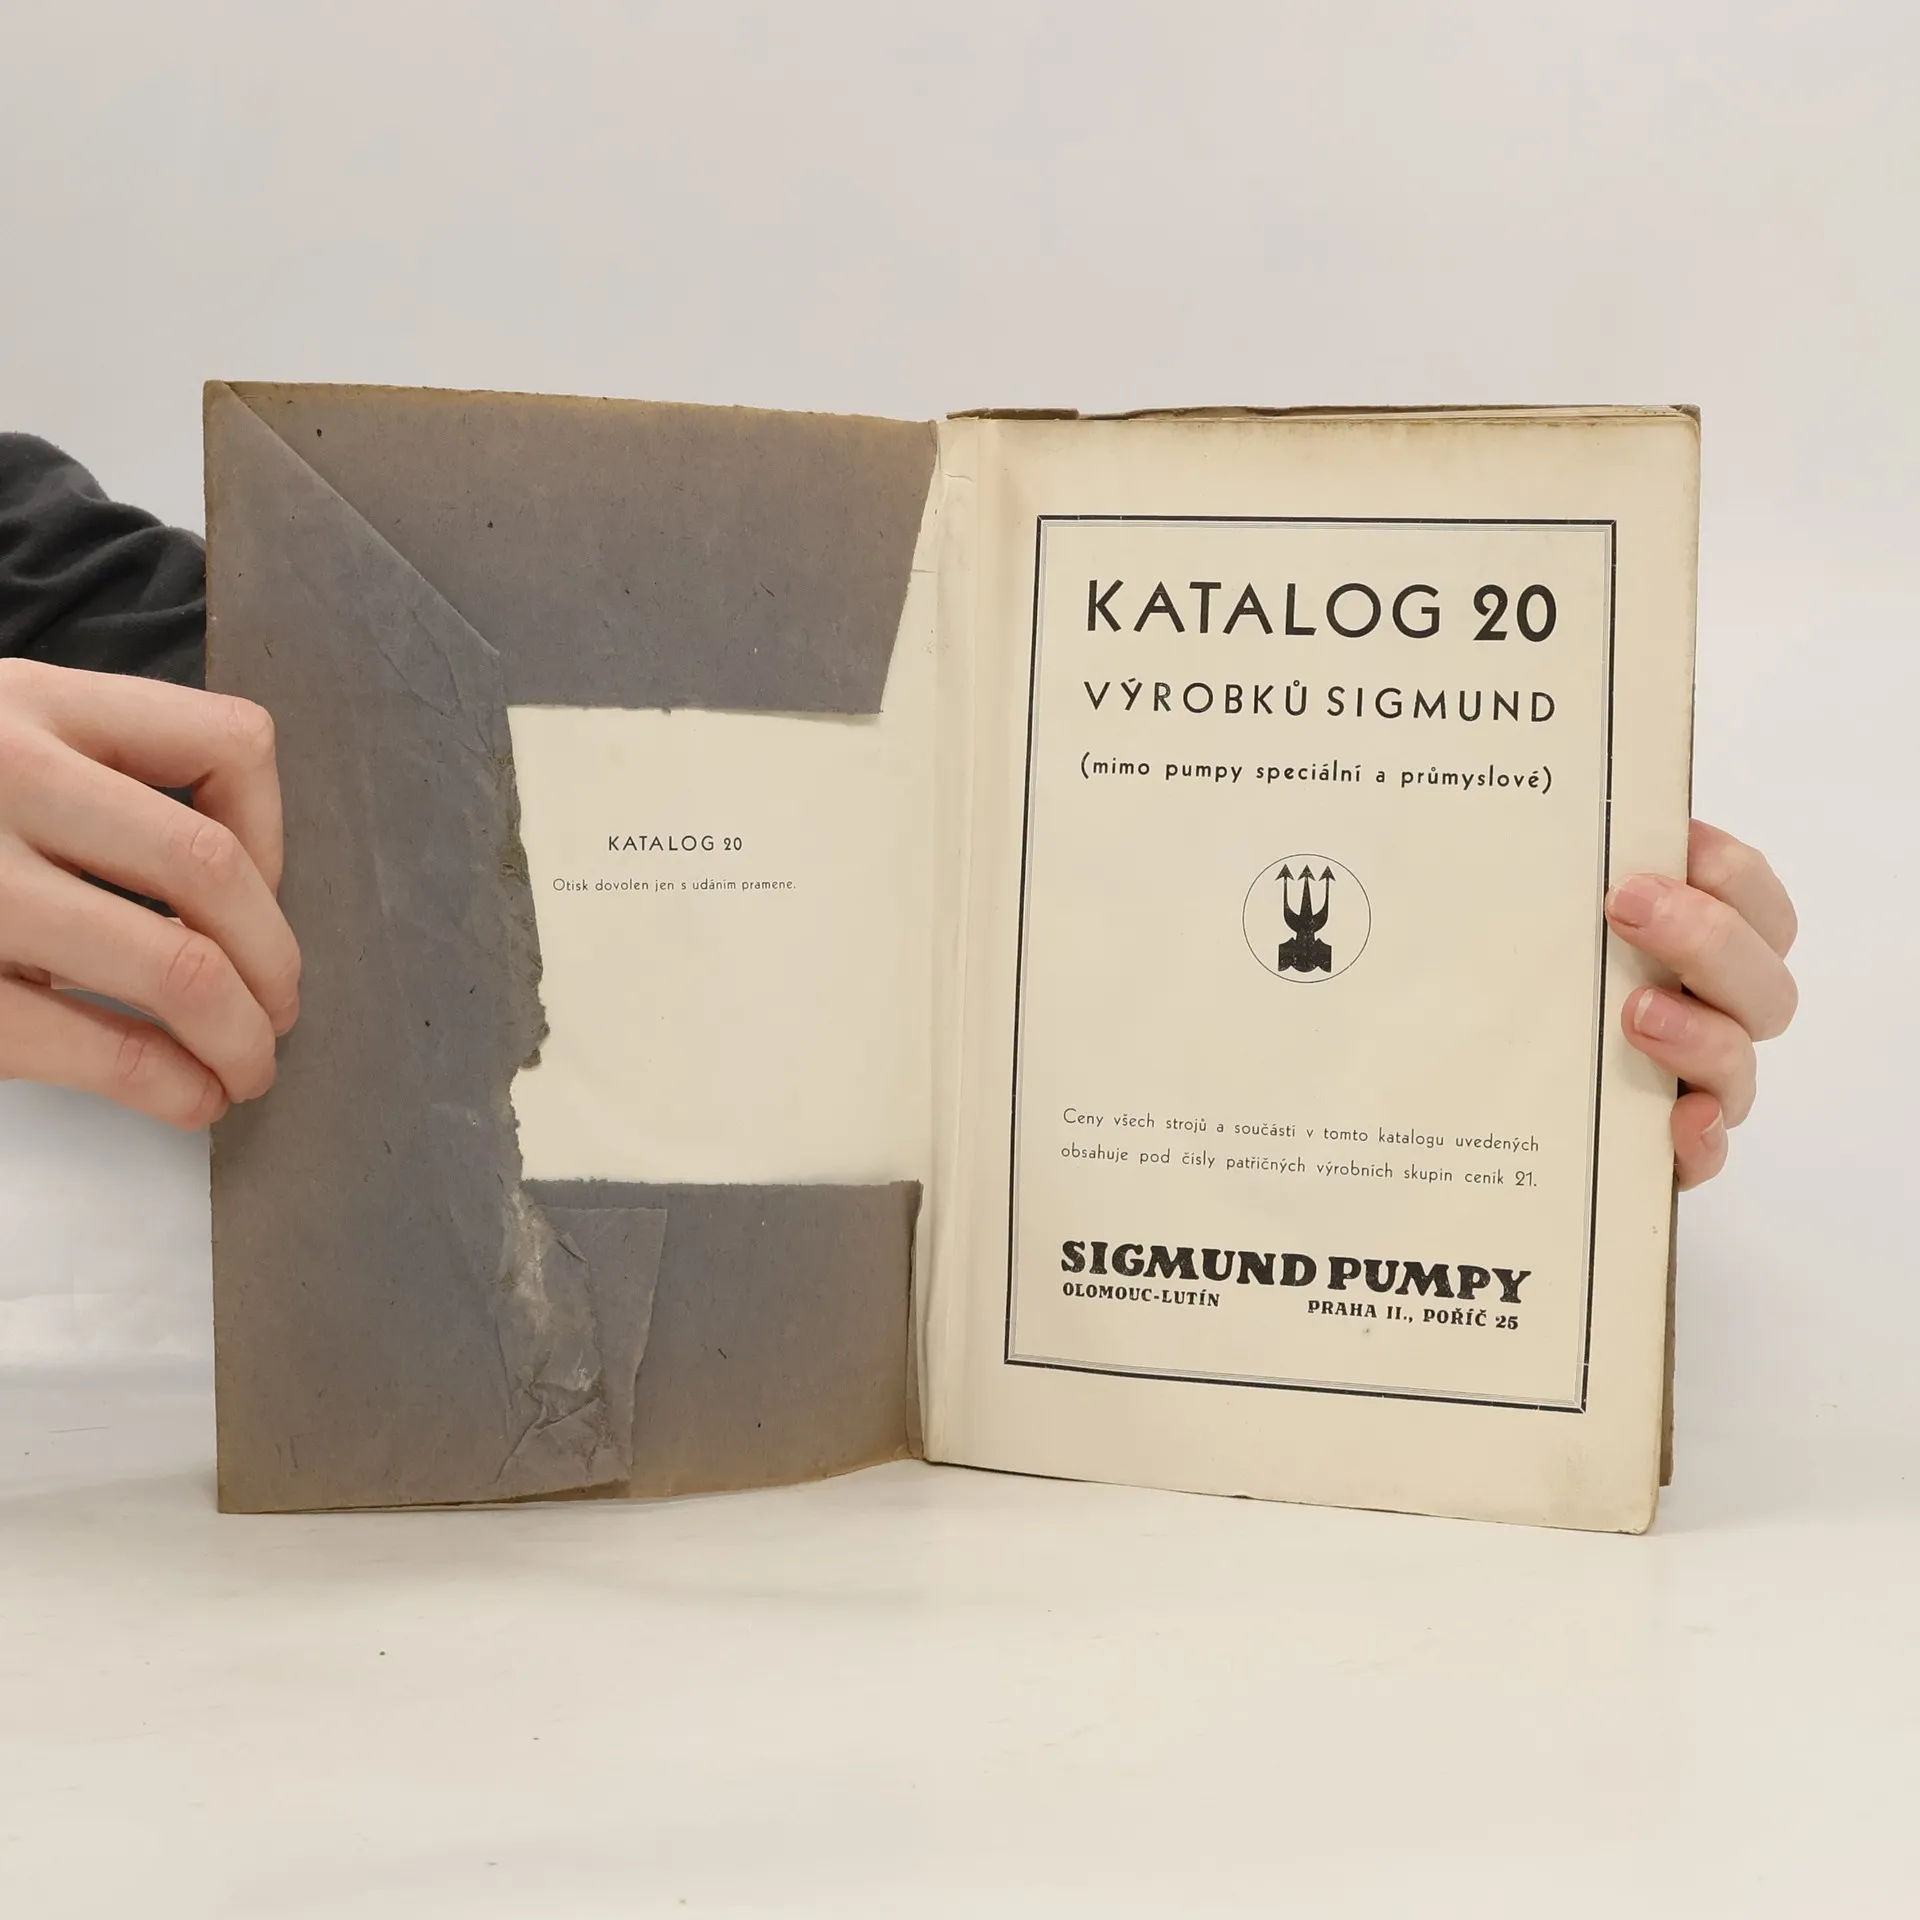 KATALOG 20
Otisk dovolen jen s udáním pramene.
KATALOG 20
VÝROBKŮ SIGMUND
(mimo pumpy speciální a průmyslové)
Ceny všech strojů a součástí v tomto katalogu uvedených
obsahuje pod čísly patřičných výrobních skupin ceník 21.
SIGMUND PUMPY
OLOMOUC-LUTÍN PRAHA II., POŘÍČ 25